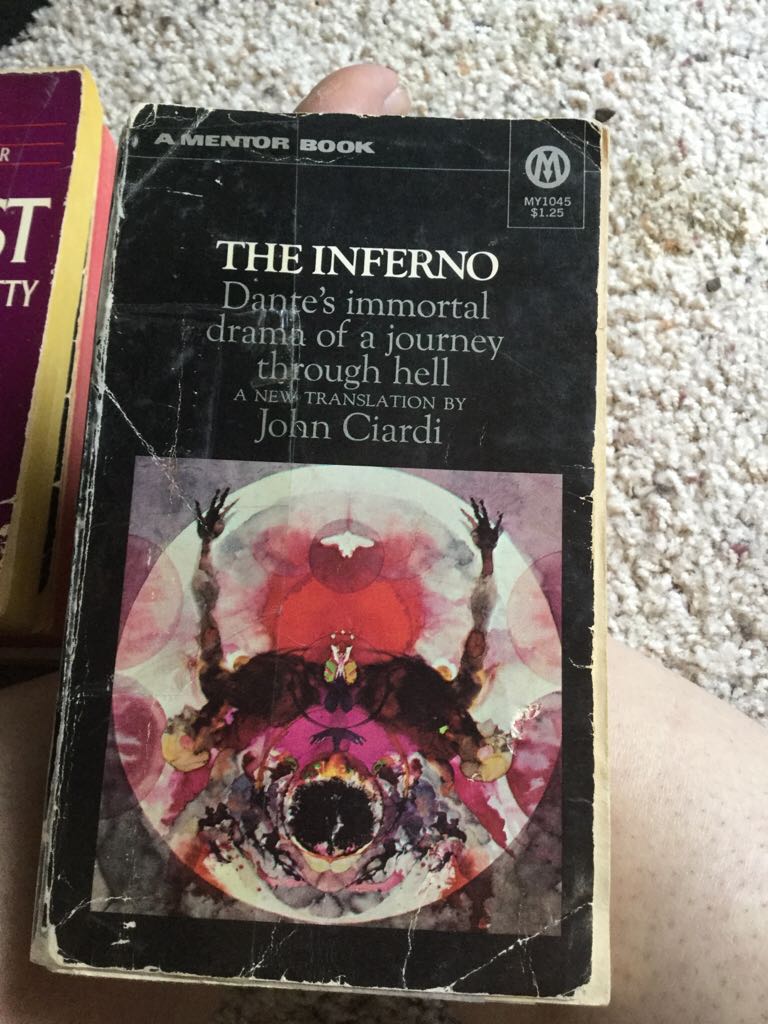 A MENTOR BOOK
M
MY1045
$1.25
THE INFERNO
Dante's immortal
drama of a journey
through hell
A NEW TRANSLATION BY
John Ciardi
R
ST
TTY